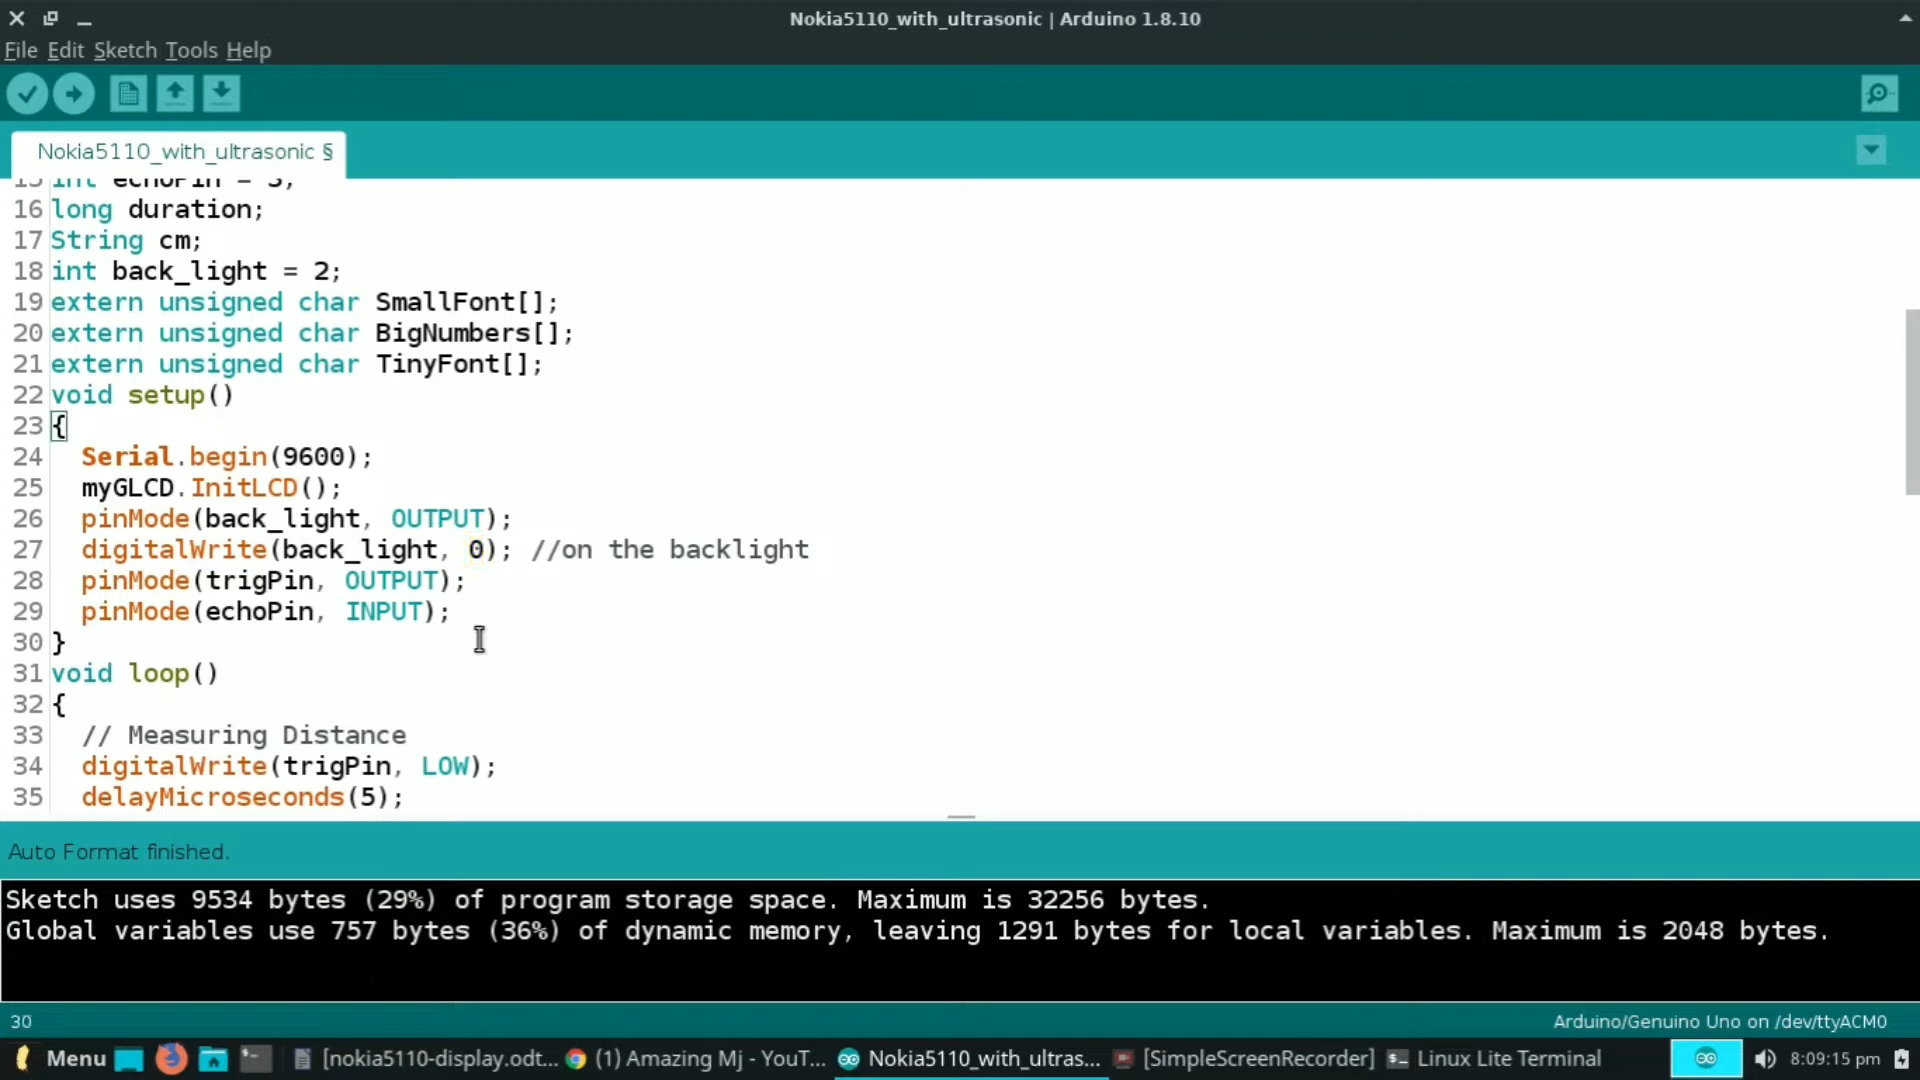 Nokia5110_with_ultrasonic | Arduino 1.8.10
File Edit Sketch Tools Help
Nokia5110_with_ultrasonic §
15 int echoPin = 3;
16 long duration;
17 String cm;
18 int back_light = 2;
19 extern unsigned char SmallFont[];
20 extern unsigned char BigNumbers[];
21 extern unsigned char TinyFont[];
22 void setup()
23 {
24 Serial.begin(9600);
25 myGLCD.InitLCD();
26 pinMode(back_light, OUTPUT);
27 digitalWrite(back_light, 0); //on the backlight
28 pinMode(trigPin, OUTPUT);
29 pinMode(echoPin, INPUT);
30 }
31 void loop()
32 {
33 // Measuring Distance
34 digitalWrite(trigPin, LOW);
35 delayMicroseconds(5);
Auto Format finished.
Sketch uses 9534 bytes (29%) of program storage space. Maximum is 32256 bytes.
Global variables use 757 bytes (36%) of dynamic memory, leaving 1291 bytes for local variables. Maximum is 2048 bytes.
30 Arduino/Genuino Uno on /dev/ttyACM0
Menu [nokia5110-display.odt... (1) Amazing Mj - YouT... Nokia5110_with_ultras... [SimpleScreenRecorder] Linux Lite Terminal 8:09:15 pm